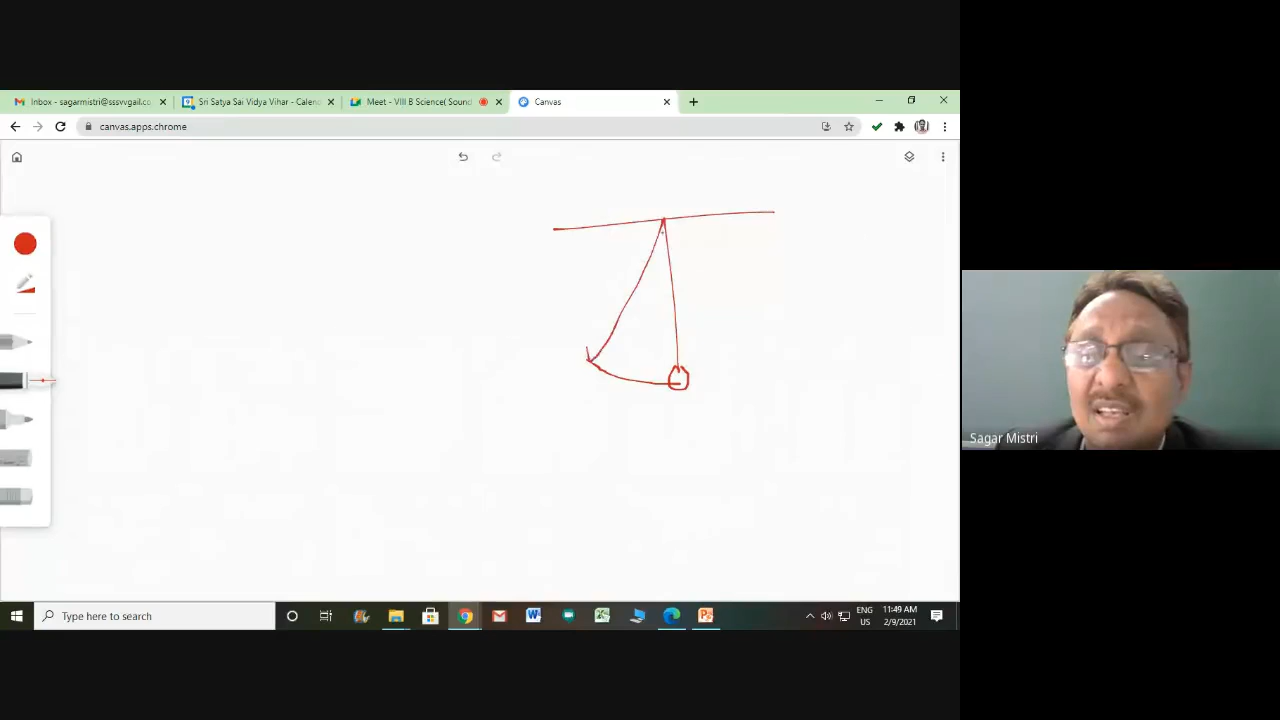 Inbox - sagarmistri@sssvvgail.co
Sri Satya Sai Vidya Vihar - Calend
Meet - VIII B Science( Sound
Canvas
canvas.apps.chrome
Sagar Mistri
Type here to search
ENG
US
11:49 AM
2/9/2021